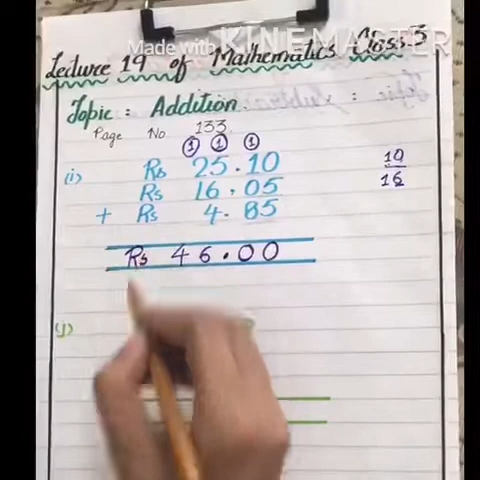 Made with KINEMASTER
Lecture 19 of Mathematics Class 3
Topic : Addition.
Page No 133.
1 1 1
(i) Rs 25.10 10
Rs 16.05 16
+ Rs 4.85
Rs 46.00
(j)